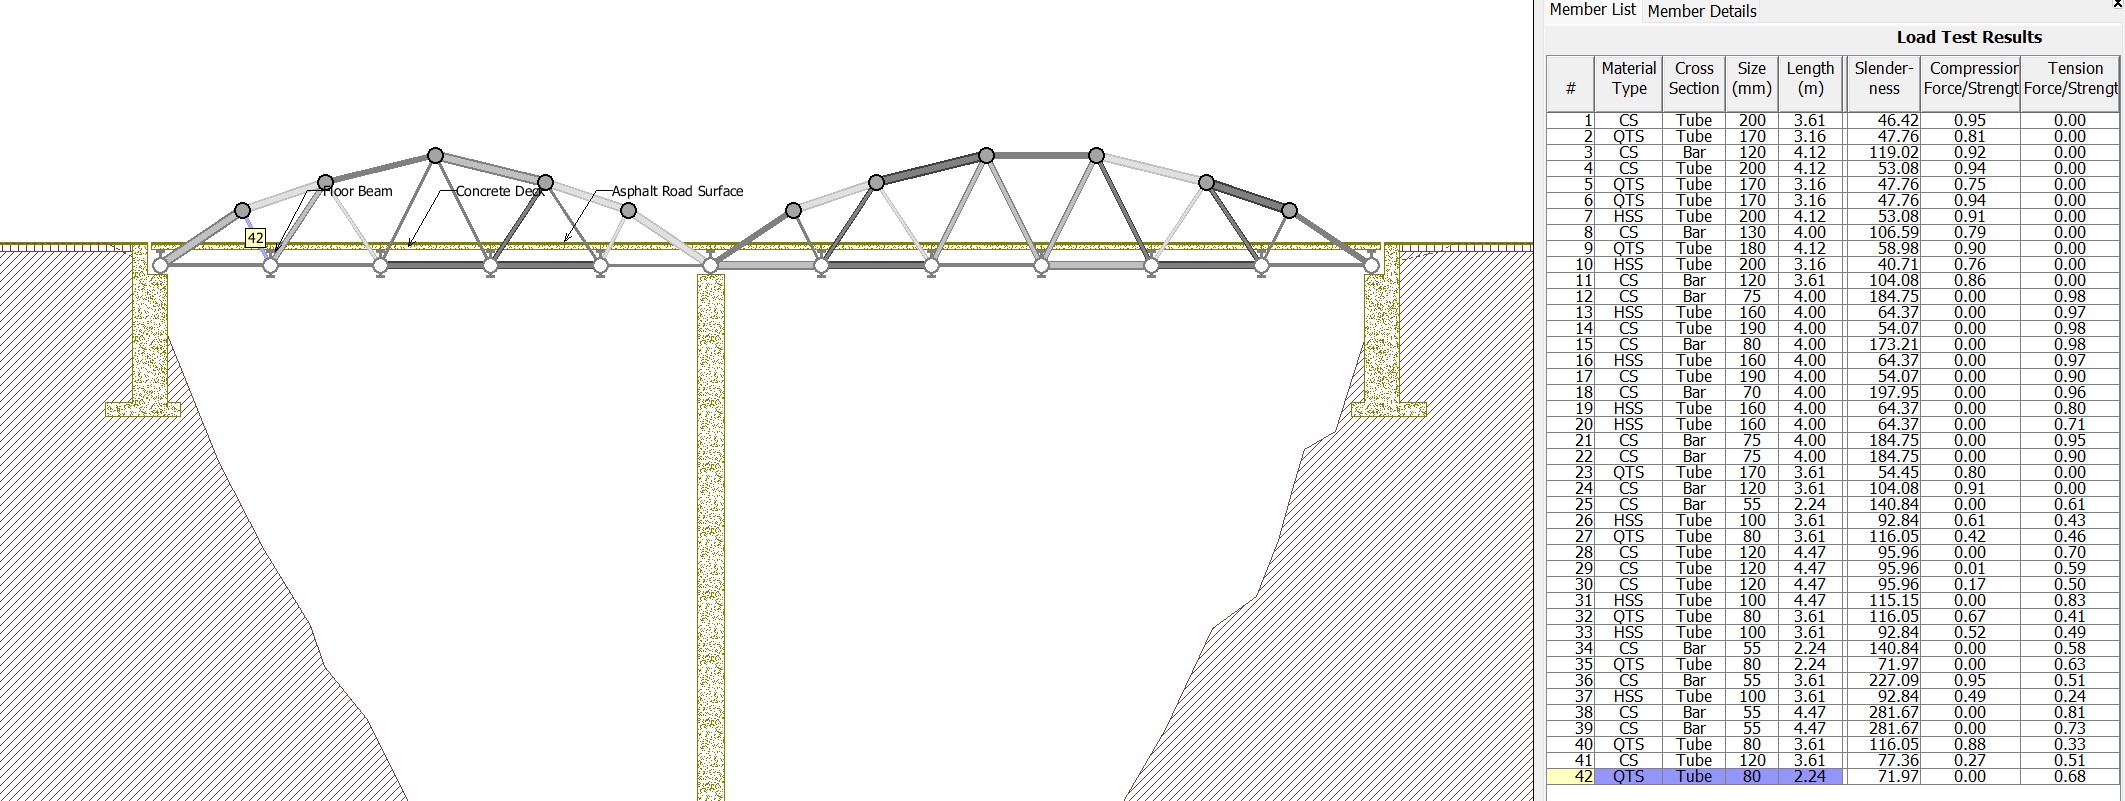 Member List Member Details
Load Test Results
# Material Type Cross Section Size (mm) Length (m) Slender- ness Compression Force/Strengt Tension Force/Strengt
1 CS Tube 200 3.61 46.42 0.95 0.00
2 QTS Tube 170 3.16 47.76 0.81 0.00
3 CS Bar 120 4.12 119.02 0.92 0.00
4 CS Tube 200 4.12 53.08 0.94 0.00
5 QTS Tube 170 3.16 47.76 0.75 0.00
6 QTS Tube 170 3.16 47.76 0.94 0.00
7 HSS Tube 200 4.12 53.08 0.91 0.00
8 CS Bar 130 4.00 106.59 0.79 0.00
9 QTS Tube 180 4.12 58.98 0.90 0.00
10 HSS Tube 200 3.16 40.71 0.76 0.00
11 CS Bar 120 3.61 104.08 0.86 0.00
12 CS Bar 75 4.00 184.75 0.00 0.98
13 HSS Tube 160 4.00 64.37 0.00 0.97
14 CS Tube 190 4.00 54.07 0.00 0.98
15 CS Bar 80 4.00 173.21 0.00 0.98
16 HSS Tube 160 4.00 64.37 0.00 0.97
17 CS Tube 190 4.00 54.07 0.00 0.90
18 CS Bar 70 4.00 197.95 0.00 0.96
19 HSS Tube 160 4.00 64.37 0.00 0.80
20 HSS Tube 160 4.00 64.37 0.00 0.71
21 CS Bar 75 4.00 184.75 0.00 0.95
22 CS Bar 75 4.00 184.75 0.00 0.90
23 QTS Tube 170 3.61 54.45 0.80 0.00
24 CS Bar 120 3.61 104.08 0.91 0.00
25 CS Bar 55 2.24 140.84 0.00 0.61
26 HSS Tube 100 3.61 92.84 0.61 0.43
27 QTS Tube 80 3.61 116.05 0.42 0.46
28 CS Tube 120 4.47 95.96 0.00 0.70
29 CS Tube 120 4.47 95.96 0.01 0.59
30 CS Tube 120 4.47 95.96 0.17 0.50
31 HSS Tube 100 4.47 115.15 0.00 0.83
32 QTS Tube 80 3.61 116.05 0.67 0.41
33 HSS Tube 100 3.61 92.84 0.52 0.49
34 CS Bar 55 2.24 140.84 0.00 0.58
35 QTS Tube 80 2.24 71.97 0.00 0.63
36 CS Bar 55 3.61 227.09 0.95 0.51
37 HSS Tube 100 3.61 92.84 0.49 0.24
38 CS Bar 55 4.47 281.67 0.00 0.81
39 CS Bar 55 4.47 281.67 0.00 0.73
40 QTS Tube 80 3.61 116.05 0.88 0.33
41 CS Tube 120 3.61 77.36 0.27 0.51
42 QTS Tube 80 2.24 71.97 0.00 0.68
Floor Beam
Concrete Deck
Asphalt Road Surface
42